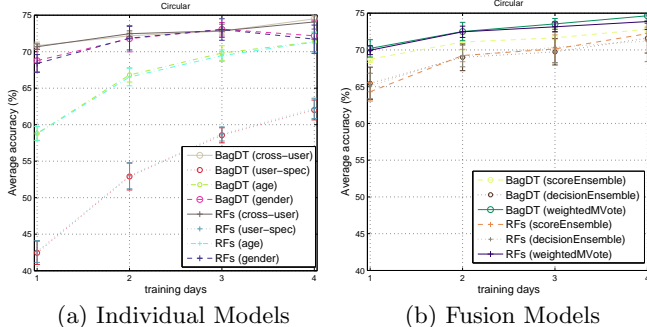 Circular
75
70
65
60
55
50
45
40
Average accuracy (%)
1
2
3
4
training days
BagDT (cross-user)
BagDT (user-spec)
BagDT (age)
BagDT (gender)
RFs (cross-user)
RFs (user-spec)
RFs (age)
RFs (gender)
(a) Individual Models
Circular
75
70
65
60
55
50
45
40
Average accuracy (%)
1
2
3
4
training days
BagDT (scoreEnsemble)
BagDT (decisionEnsemble)
BagDT (weightedMVote)
RFs (scoreEnsemble)
RFs (decisionEnsemble)
RFs (weightedMVote)
(b) Fusion Models